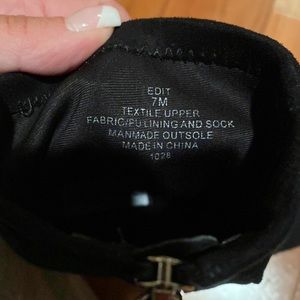 EDIT
7M
TEXTILE UPPER
FABRIC/PU LINING AND SOCK
MANMADE OUTSOLE
MADE IN CHINA
1028